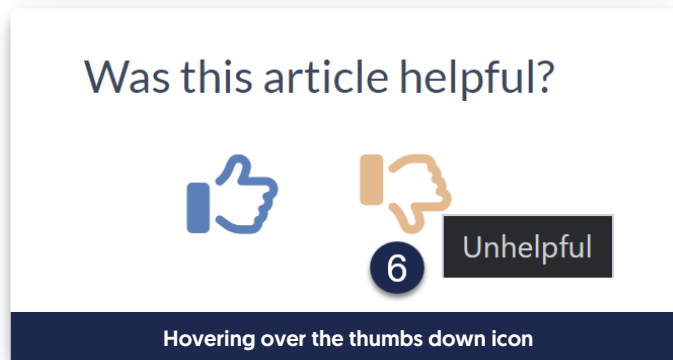 Was this article helpful?
6
Unhelpful
Hovering over the thumbs down icon